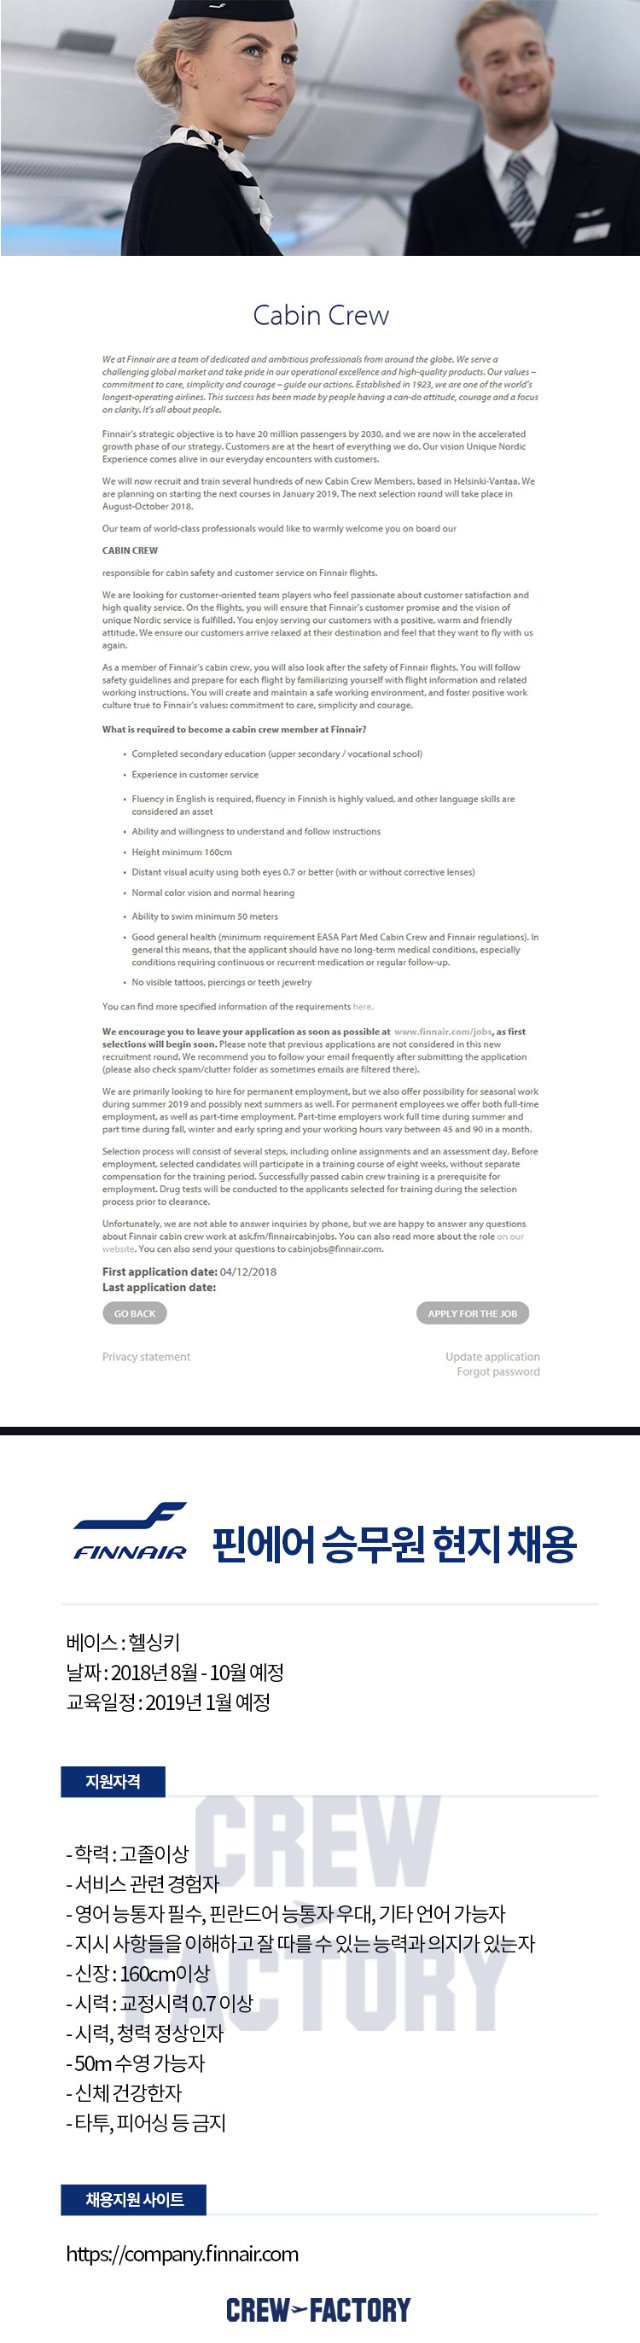 Cabin Crew
We at Finnair are a team of dedicated and ambitious professionals from around the globe. We serve a
challenging global market and take pride in our operational excellence and high-quality products. Our values –
commitment to care, simplicity and courage – guide our actions. Established in 1923, we are one of the world's
longest-operating airlines. This success has been made by people having a can-do attitude, courage and a focus
on clarity. It's all about people.
Finnair's strategic objective is to have 20 million passengers by 2030, and we are now in the accelerated
growth phase of our strategy. Customers are at the heart of everything we do. Our vision Unique Nordic
Experience comes alive in our everyday encounters with customers.
We will now recruit and train several hundreds of new Cabin Crew Members, based in Helsinki-Vantaa. We
are planning on starting the next courses in January 2019. The next selection round will take place in
August-October 2018.
Our team of world-class professionals would like to warmly welcome you on board our
CABIN CREW
responsible for cabin safety and customer service on Finnair flights.
We are looking for customer-oriented team players who feel passionate about customer satisfaction and
high quality service. On the flights, you will ensure that Finnair's customer promise and the vision of
unique Nordic service is fulfilled. You enjoy serving our customers with a positive, warm and friendly
attitude. We ensure our customers arrive relaxed at their destination and feel that they want to fly with us
again.
As a member of Finnair's cabin crew, you will also look after the safety of Finnair flights. You will follow
safety guidelines and prepare for each flight by familiarizing yourself with flight information and related
working instructions. You will create and maintain a safe working environment, and foster positive work
culture true to Finnair's values: commitment to care, simplicity and courage.
What is required to become a cabin crew member at Finnair?
• Completed secondary education (upper secondary / vocational school)
• Experience in customer service
• Fluency in English is required, fluency in Finnish is highly valued, and other language skills are
considered an asset
• Ability and willingness to understand and follow instructions
• Height minimum 160cm
• Distant visual acuity using both eyes 0.7 or better (with or without corrective lenses)
• Normal color vision and normal hearing
• Ability to swim minimum 50 meters
• Good general health (minimum requirement EASA Part Med Cabin Crew and Finnair regulations). In
general this means, that the applicant should have no long-term medical conditions, especially
conditions requiring continuous or recurrent medication or regular follow-up.
• No visible tattoos, piercings or teeth jewelry
You can find more specified information of the requirements here.
We encourage you to leave your application as soon as possible at www.finnair.com/jobs, as first
selections will begin soon. Please note that previous applications are not considered in this new
recruitment round. We recommend you to follow your email frequently after submitting the application
(please also check spam/clutter folder as sometimes emails are filtered there).
We are primarily looking to hire for permanent employment, but we also offer possibility for seasonal work
during summer 2019 and possibly next summers as well. For permanent employees we offer both full-time
employment, as well as part-time employment. Part-time employers work full time during summer and
part time during fall, winter and early spring and your working hours vary between 45 and 90 in a month.
Selection process will consist of several steps, including online assignments and an assessment day. Before
employment, selected candidates will participate in a training course of eight weeks, without separate
compensation for the training period. Successfully passed cabin crew training is a prerequisite for
employment. Drug tests will be conducted to the applicants selected for training during the selection
process prior to clearance.
Unfortunately, we are not able to answer inquiries by phone, but we are happy to answer any questions
about Finnair cabin crew work at ask.fm/finnaircabinjobs. You can also read more about the role on our
website. You can also send your questions to cabinjobs@finnair.com.
First application date: 04/12/2018
Last application date:
GO BACK APPLY FOR THE JOB
Privacy statement Update application
Forgot password
FINNAIR 핀에어 승무원 현지 채용
베이스 : 헬싱키
날짜 : 2018년 8월 - 10월 예정
교육일정 : 2019년 1월 예정
지원자격
CREW FACTORY
- 학력 : 고졸이상
- 서비스 관련 경험자
- 영어 능통자 필수, 핀란드어 능통자 우대, 기타 언어 가능자
- 지시 사항들을 이해하고 잘 따를 수 있는 능력과 의지가 있는자
- 신장 : 160cm이상
- 시력 : 교정시력 0.7 이상
- 시력, 청력 정상인자
- 50m 수영 가능자
- 신체 건강한자
- 타투, 피어싱 등 금지
채용지원 사이트
https://company.finnair.com
CREW FACTORY